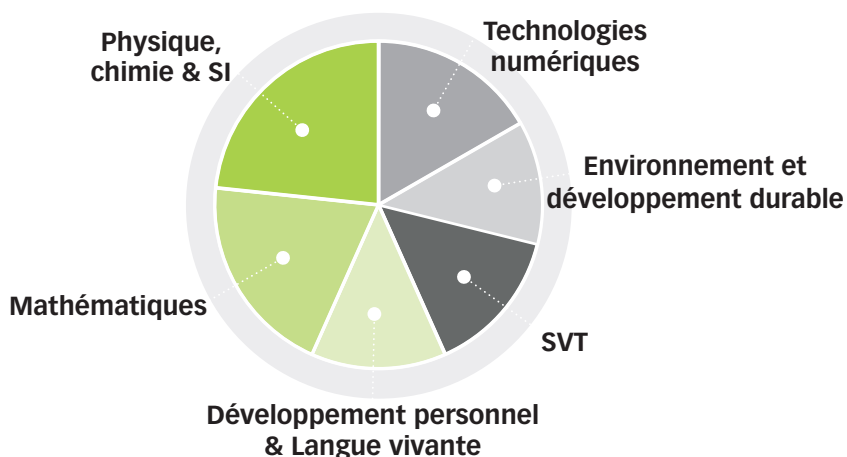 Physique,
chimie & SI
Technologies
numériques
Environnement et
développement durable
Mathématiques
SVT
Développement personnel
& Langue vivante